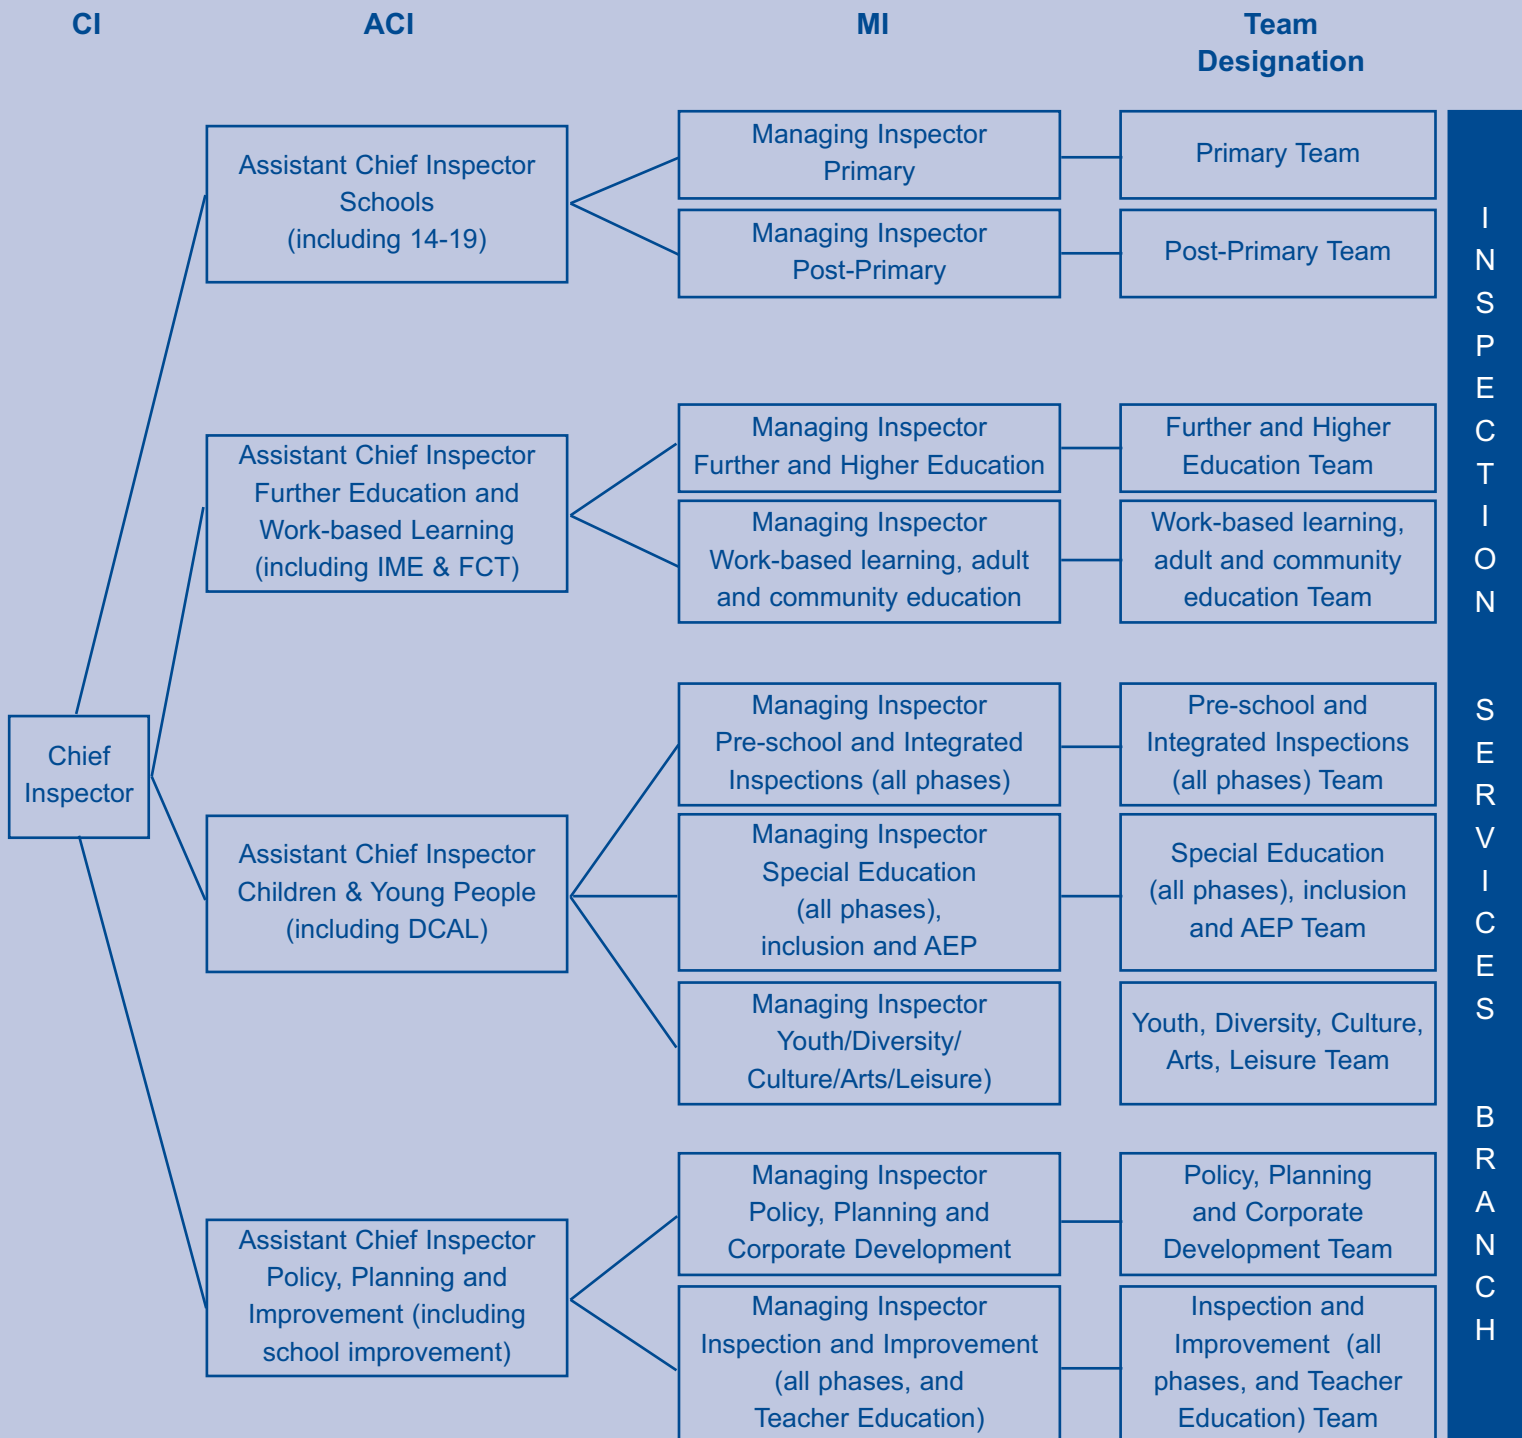 CI
ACI
MI
Team
Designation
Chief
Inspector
Assistant Chief Inspector
Schools
(including 14-19)
Managing Inspector
Primary
Primary Team
Managing Inspector
Post-Primary
Post-Primary Team
Assistant Chief Inspector
Further Education and
Work-based Learning
(including IME & FCT)
Managing Inspector
Further and Higher Education
Further and Higher
Education Team
Managing Inspector
Work-based learning, adult
and community education
Work-based learning,
adult and community
education Team
Assistant Chief Inspector
Children & Young People
(including DCAL)
Managing Inspector
Pre-school and Integrated
Inspections (all phases)
Pre-school and
Integrated Inspections
(all phases) Team
Managing Inspector
Special Education
(all phases),
inclusion and AEP
Special Education
(all phases), inclusion
and AEP Team
Managing Inspector
Youth/Diversity/
Culture/Arts/Leisure)
Youth, Diversity, Culture,
Arts, Leisure Team
Assistant Chief Inspector
Policy, Planning and
Improvement (including
school improvement)
Managing Inspector
Policy, Planning and
Corporate Development
Policy, Planning
and Corporate
Development Team
Managing Inspector
Inspection and Improvement
(all phases, and
Teacher Education)
Inspection and
Improvement (all
phases, and Teacher
Education) Team
INSPECTION SERVICES BRANCH